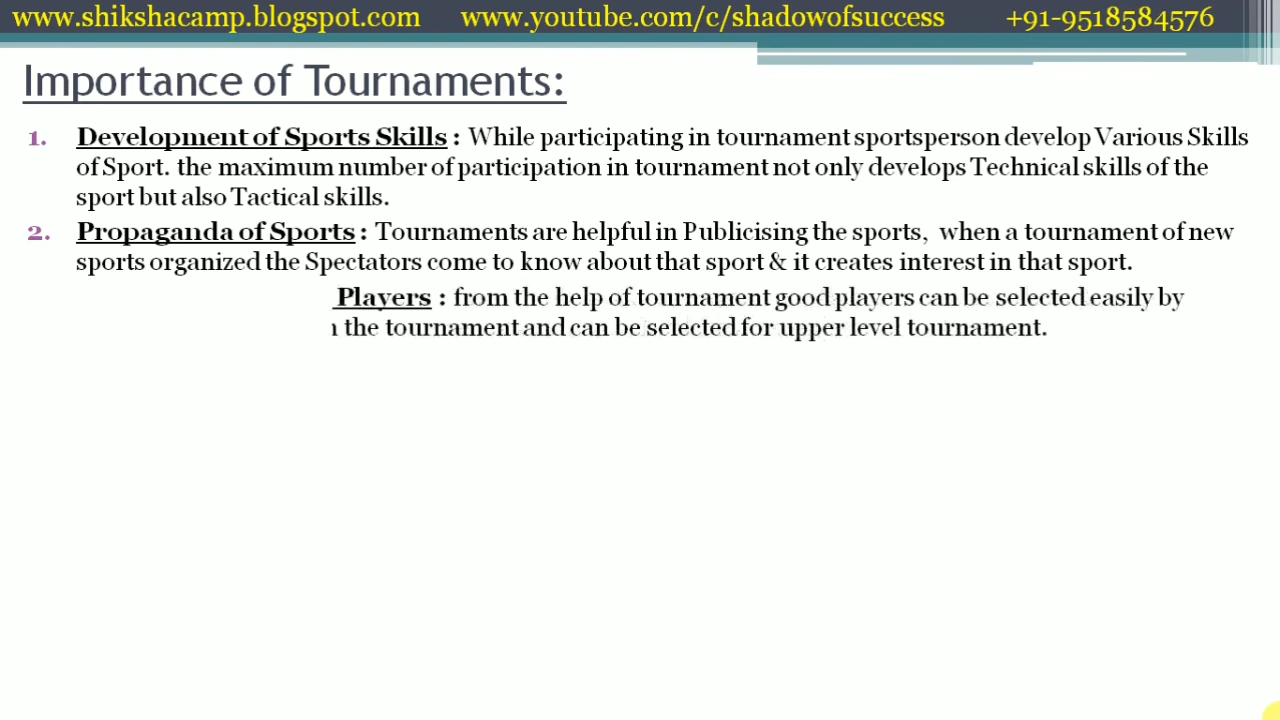 www.shikshacamp.blogspot.com www.youtube.com/c/shadowofsuccess +91-9518584576
Importance of Tournaments:
1. Development of Sports Skills : While participating in tournament sportsperson develop Various Skills
of Sport. the maximum number of participation in tournament not only develops Technical skills of the
sport but also Tactical skills.
2. Propaganda of Sports : Tournaments are helpful in Publicising the sports, when a tournament of new
sports organized the Spectators come to know about that sport & it creates interest in that sport.
Players : from the help of tournament good players can be selected easily by
the tournament and can be selected for upper level tournament.